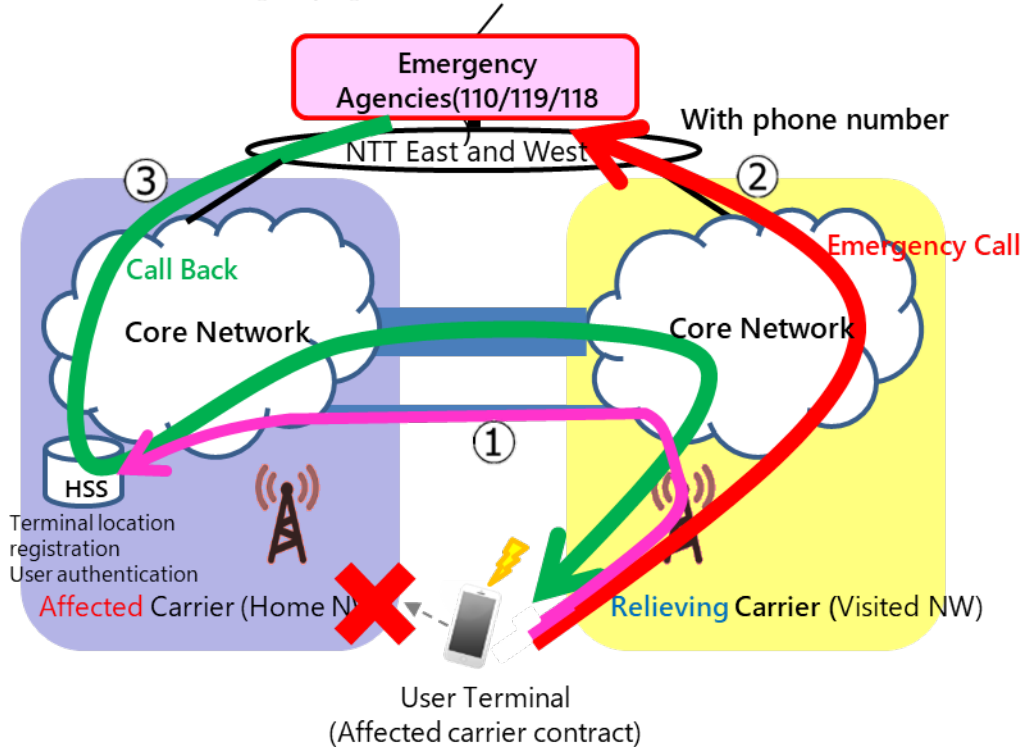 Emergency
Agencies(110/119/118
With phone number
NTT East and West
③
②
Emergency Call
Call Back
Core Network
Core Network
①
HSS
Terminal location
registration
User authentication
Affected Carrier (Home N
Relieving Carrier (Visited NW)
User Terminal
(Affected carrier contract)